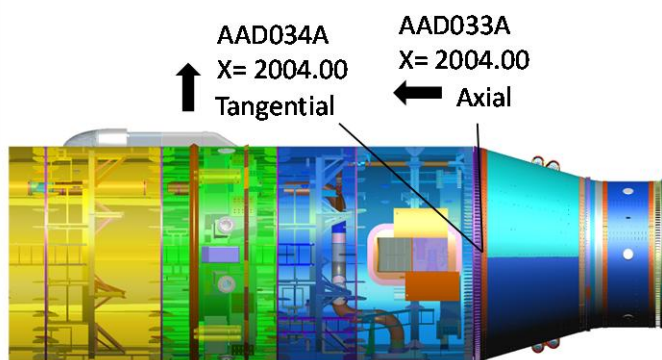 AAD034A
X= 2004.00
Tangential
AAD033A
X= 2004.00
Axial